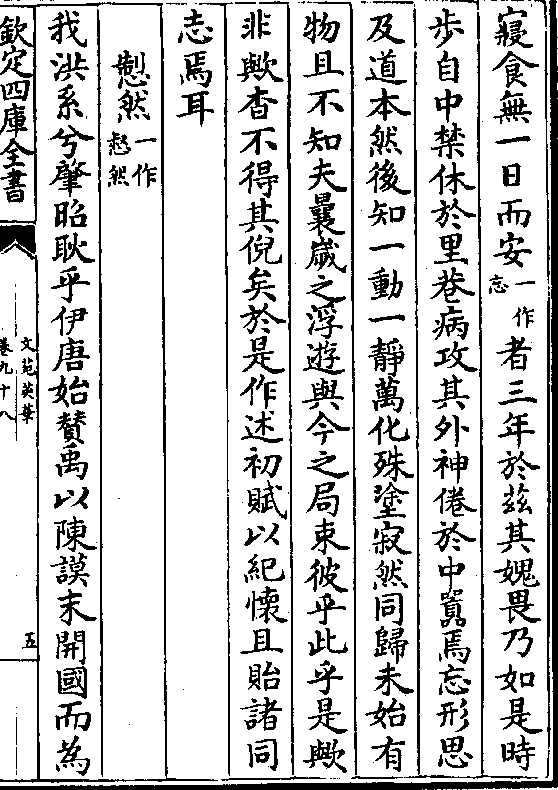 寢食無一日而安一作忘者三年於茲其媿畏乃如是時
歩自中禁休於里巷病攻其外神倦於中嚚焉忘形思
及道本然後知一動一靜萬化殊塗寂然同歸未始有
物且不知夫曩嵗之浮遊與今之局束彼乎此乎是歟
非歟杳不得其倪矣於是作述初賦以紀懷且貽諸同
志焉耳
懖然一作愁然
我洪系兮肇昭耿乎伊唐始賛禹以陳謨末開國而為
欽定四庫全書
文苑英華
卷九十八
五